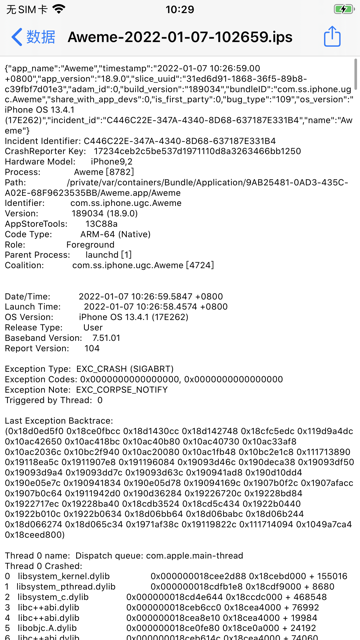 无SIM卡
10:29
数据
Aweme-2022-01-07-102659.ips
{"app_name":"Aweme","timestamp":"2022-01-07 10:26:59.00
+0800","app_version":"18.9.0","slice_uuid":"31ed6d91-1868-36f5-89b8-
c39fbf7d01e3","adam_id":0,"build_version":"189034","bundleID":"com.ss.iphone.ug
c.Aweme","share_with_app_devs":0,"is_first_party":0,"bug_type":"109","os_version":"
iPhone OS 13.4.1
(17E262)","incident_id":"C446C22E-347A-4340-8D68-637187E331B4","name":"Aw
eme"}
Incident Identifier: C446C22E-347A-4340-8D68-637187E331B4
CrashReporter Key: 17234ceb2c5be537d1971110d8a3263466bb1250
Hardware Model: iPhone9,2
Process: Aweme [8782]
Path: /private/var/containers/Bundle/Application/9AB25481-0AD3-435C-
A02E-68F9623535BB/Aweme.app/Aweme
Identifier: com.ss.iphone.ugc.Aweme
Version: 189034 (18.9.0)
AppStoreTools: 13C88a
Code Type: ARM-64 (Native)
Role: Foreground
Parent Process: launchd [1]
Coalition: com.ss.iphone.ugc.Aweme [4724]
Date/Time: 2022-01-07 10:26:59.5847 +0800
Launch Time: 2022-01-07 10:26:58.4574 +0800
OS Version: iPhone OS 13.4.1 (17E262)
Release Type: User
Baseband Version: 7.51.01
Report Version: 104
Exception Type: EXC_CRASH (SIGABRT)
Exception Codes: 0x0000000000000000, 0x0000000000000000
Exception Note: EXC_CORPSE_NOTIFY
Triggered by Thread: 0
Last Exception Backtrace:
(0x18d0ed5f0 0x18ce0fbcc 0x18d1430cc 0x18d142748 0x18cfc5edc 0x119d9a4dc
0x10ac42650 0x10ac418bc 0x10ac40b80 0x10ac40730 0x10ac33af8
0x10ac2036c 0x10bc2f940 0x10ac20080 0x10ac1fb48 0x10bc2e1c8 0x111713890
0x19118ea5c 0x1911907e8 0x191196084 0x19093d46c 0x190deca38 0x19093df50
0x19093d9a4 0x19093dd7c 0x19093d63c 0x190941ad8 0x190d10dd4
0x190e05e7c 0x190941834 0x190e05d78 0x19094169c 0x1907b0f2c 0x1907afacc
0x1907b0c64 0x1911942d0 0x190d36284 0x19226720c 0x19228bd84
0x1922717ec 0x19228ba40 0x18cdb3524 0x18cd5c434 0x1922b0440
0x1922b010c 0x1922b0634 0x18d06bb64 0x18d06babc 0x18d06b244
0x18d066274 0x18d065c34 0x1971af38c 0x19119822c 0x111714094 0x1049a7ca4
0x18ceed800)
Thread 0 name: Dispatch queue: com.apple.main-thread
Thread 0 Crashed:
0 libsystem_kernel.dylib 0x000000018cee2d88 0x18cebd000 + 155016
1 libsystem_pthread.dylib 0x000000018cdfb1e8 0x18cdf9000 + 8680
2 libsystem_c.dylib 0x000000018cd4e644 0x18ccdc000 + 468548
3 libc++abi.dylib 0x000000018ceb6cc0 0x18cea4000 + 76992
4 libc++abi.dylib 0x000000018cea8e10 0x18cea4000 + 19984
5 libobjc.A.dylib 0x000000018ce0fe80 0x18ce0a000 + 24192